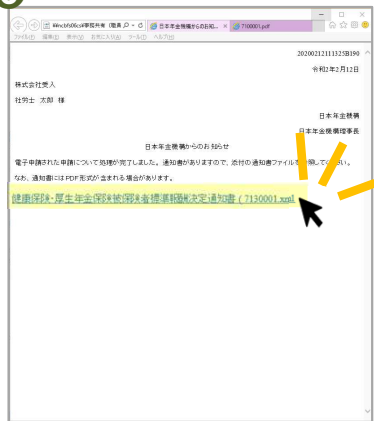 日本年金機構からのお知... ×
7100001.pdf
ファイル(F) 編集(E) 表示(V) お気に入り(A) ツール(T) ヘルプ(H)
20200212111325B190
令和2年2月12日
株式会社美人
社労士 太郎 様
日本年金機構
日本年金機構理事長
日本年金機構からのお知らせ
電子申請された申請について処理が完了しました。通知書がありますので、添付の通知書ファイルを参照してください。
なお、通知書にはPDF形式が含まれる場合があります。
健康保険・厚生年金保険被保険者標準報酬決定通知書 ( 7130001.xml